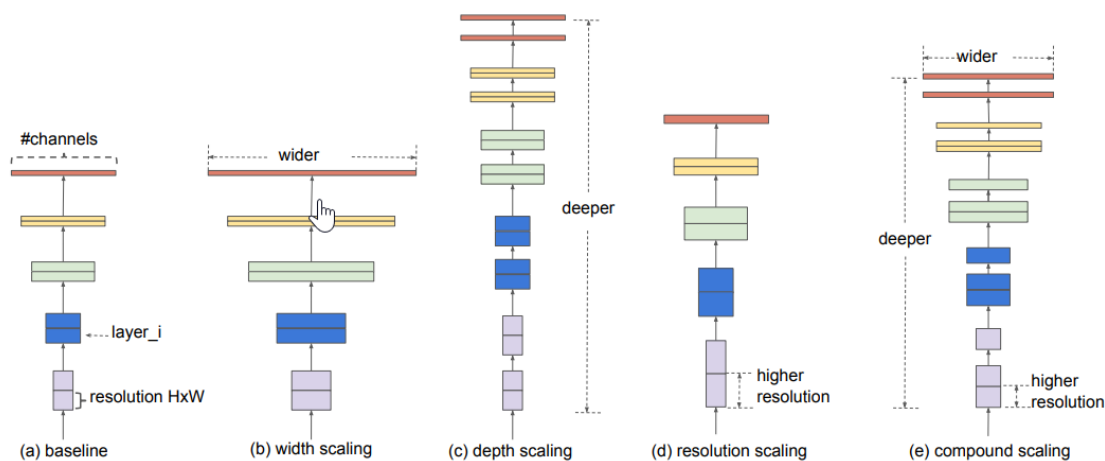 #channels
layer_i
resolution HxW
(a) baseline
wider
(b) width scaling
deeper
(c) depth scaling
higher
resolution
(d) resolution scaling
wider
deeper
higher
resolution
(e) compound scaling